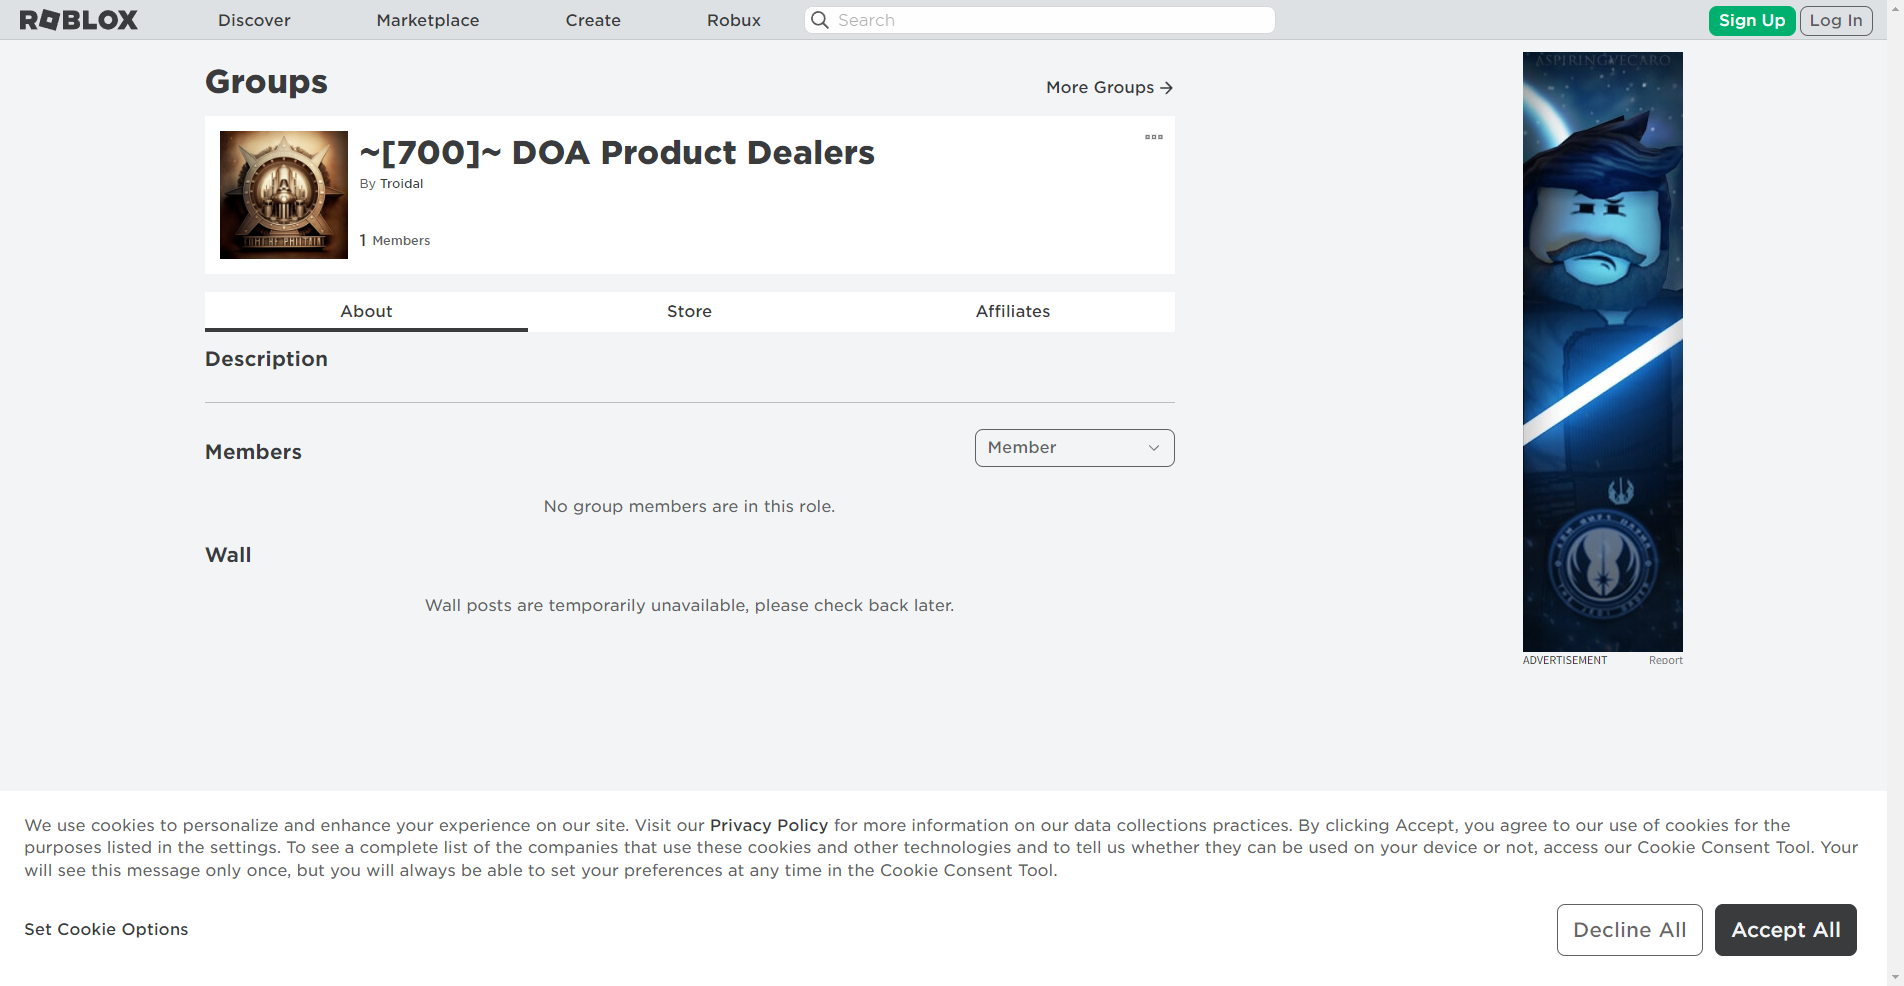 ROBLOX Discover Marketplace Create Robux Search Sign Up Log In
ASPIRINGVECARO
Groups
More Groups →
~[700]~ DOA Product Dealers
By Troidal
1 Members
About Store Affiliates
Description
Members
Member
No group members are in this role.
Wall
Wall posts are temporarily unavailable, please check back later.
ADVERTISEMENT Report
We use cookies to personalize and enhance your experience on our site. Visit our Privacy Policy for more information on our data collections practices. By clicking Accept, you agree to our use of cookies for the
purposes listed in the settings. To see a complete list of the companies that use these cookies and other technologies and to tell us whether they can be used on your device or not, access our Cookie Consent Tool. Your
will see this message only once, but you will always be able to set your preferences at any time in the Cookie Consent Tool.
Set Cookie Options
Decline All
Accept All